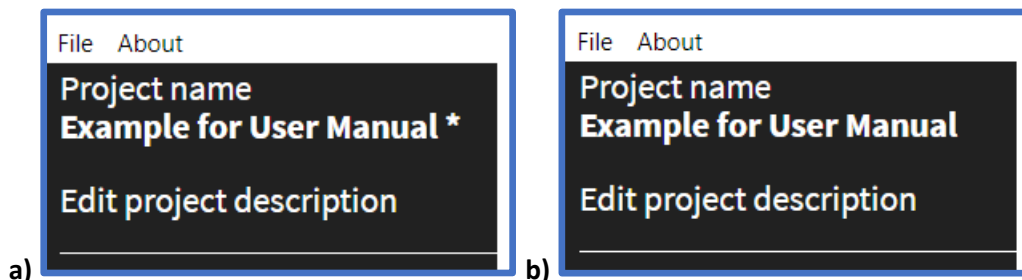 a)
File About
Project name
Example for User Manual *
Edit project description
b)
File About
Project name
Example for User Manual
Edit project description